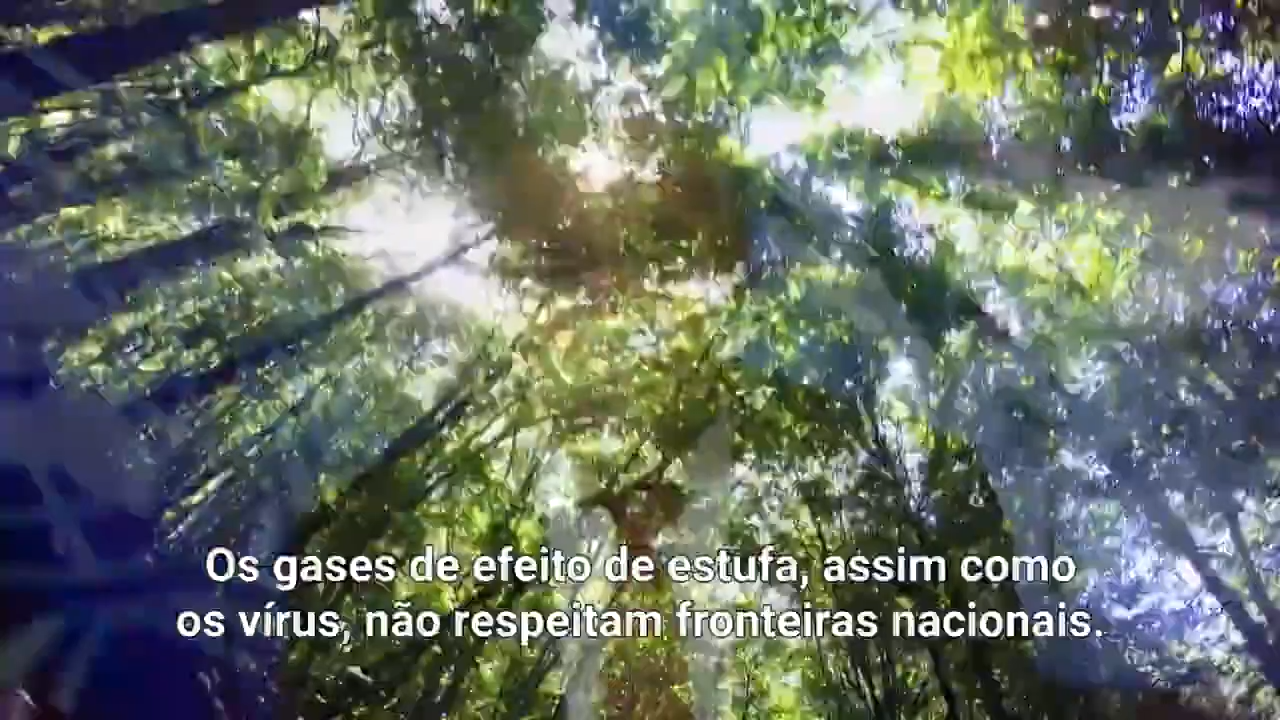 Os gases de efeito de estufa, assim como
os vírus, não respeitam fronteiras nacionais.